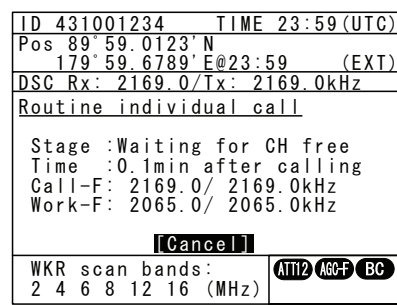 ID 431001234 TIME 23:59(UTC)
Pos 89°59.0123'N
179°59.6789'E@23:59 (EXT)
DSC Rx: 2169.0/Tx: 2169.0kHz
Routine individual call
Stage :Waiting for CH free
Time :0.1min after calling
Call-F: 2169.0/ 2169.0kHz
Work-F: 2065.0/ 2065.0kHz
[Cancel]
WKR scan bands: ATT12 AGC-F BC
2 4 6 8 12 16 (MHz)